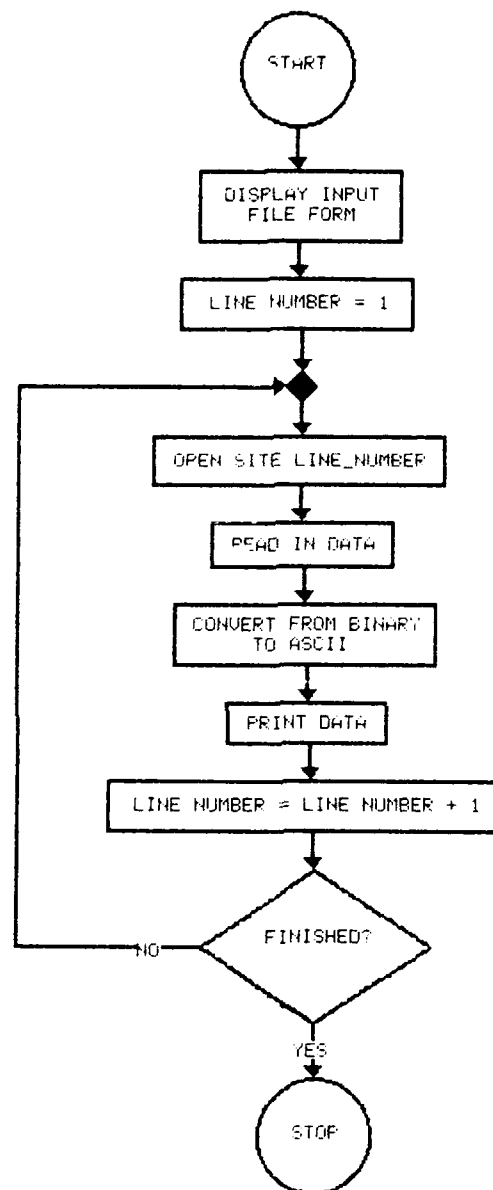 START
DISPLAY INPUT
FILE FORM
LINE NUMBER = 1
OPEN SITE LINE_NUMBER
READ IN DATA
CONVERT FROM BINARY
TO ASCII
PRINT DATA
LINE NUMBER = LINE NUMBER + 1
FINISHED?
NO
YES
STOP